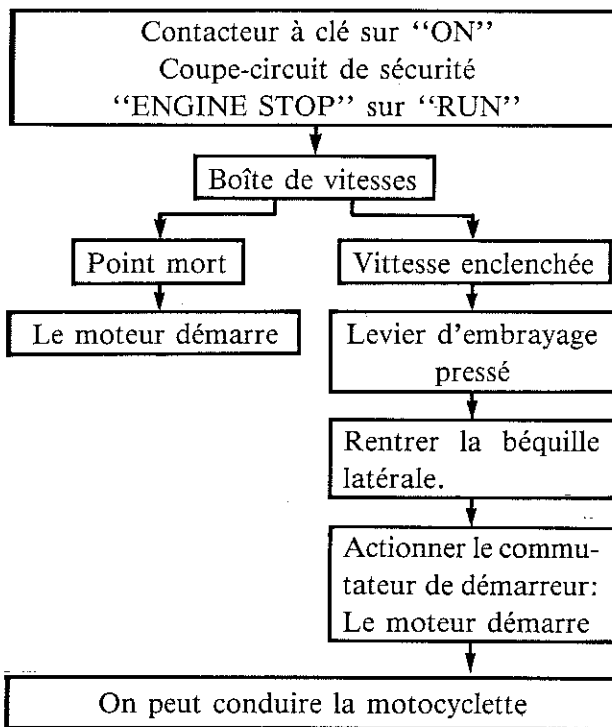 Contacteur à clé sur “ON”
Coupe-circuit de sécurité
“ENGINE STOP” sur “RUN”
Boîte de vitesses
Point mort
Vittesse enclenchée
Le moteur démarre
Levier d'embrayage
pressé
Rentrer la béquille
latérale.
Actionner le commu-
tateur de démarreur:
Le moteur démarre
On peut conduire la motocyclette